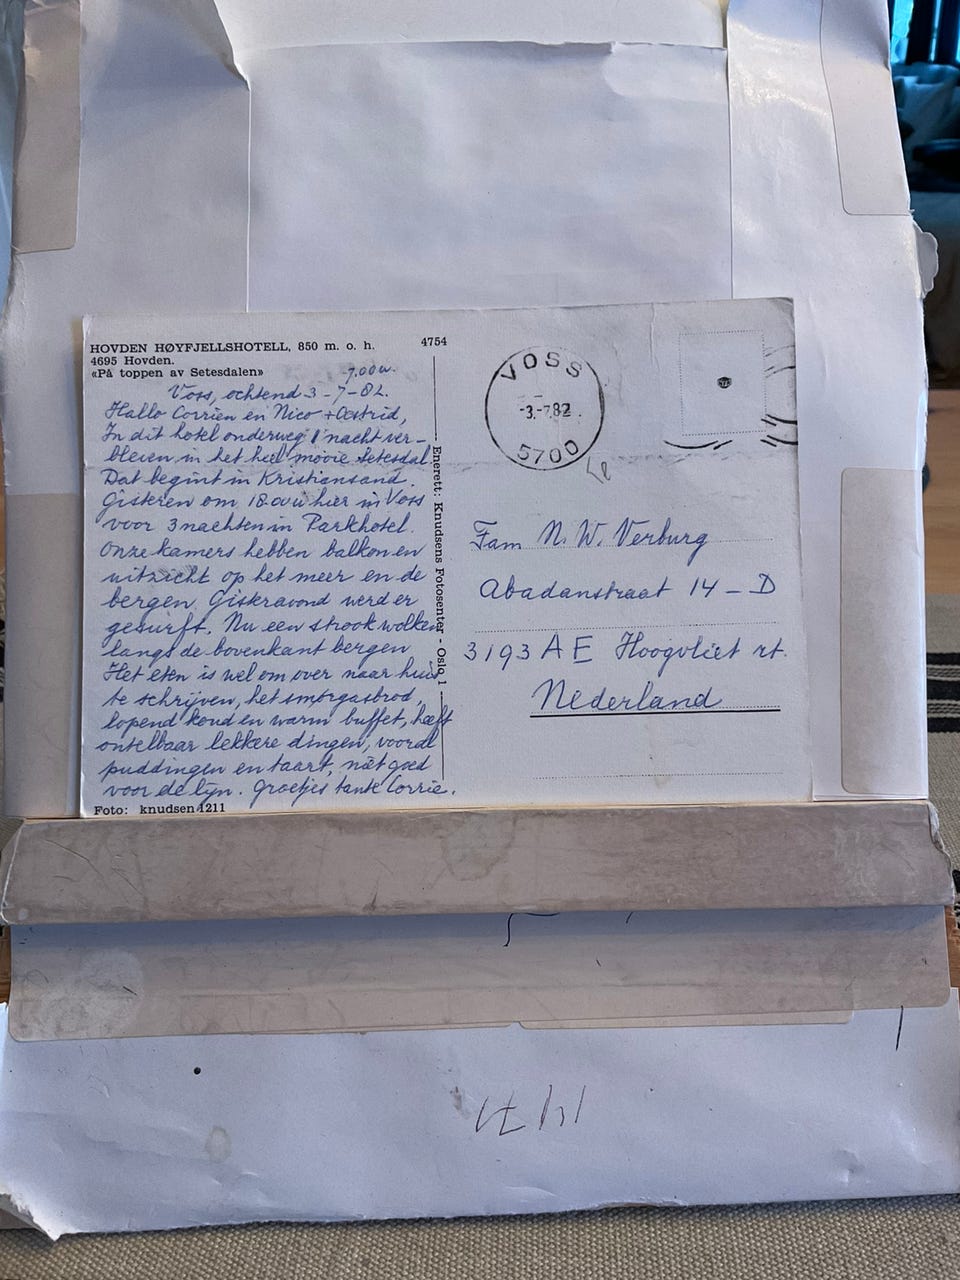 HOVDEN HØYFJELLSHOTELL, 850 m. o. h. 4754
4695 Hovden.
«På toppen av Setesdalen»
7.00u.
Voss, ochtend 3-7-82.
Hallo Corrien en Nico + Astrid,
In dit hotel onderweg 1 nacht ver-
bleven in het heel mooie Setesdal.
Dat begint in Kristiansand.
Gisteren om 18.00u hier in Voss
voor 3 nachten in Parkhotel.
Onze kamers hebben balkon en
uitzicht op het meer en de
bergen. Gisteravond werd er
gesurft. Nu een strook wolken
langs de bovenkant bergen
Het eten is wel om over naar huis
te schrijven, het smorgasbrod,
lopend koud en warm buffet, heeft
ontelbaar lekkere dingen, vooral
puddingen en taart, niet goed
voor de lijn. Groetjes tante Corrie.
Foto: knudsen 1211
Enerett: Knudsens Fotosenter - Oslo 1
VOSS
-3.-7.82.
5700
Fam N. W. Verburg
Abadanstraat 14 - D
3193 AE Hoogvliet rt.
Nederland